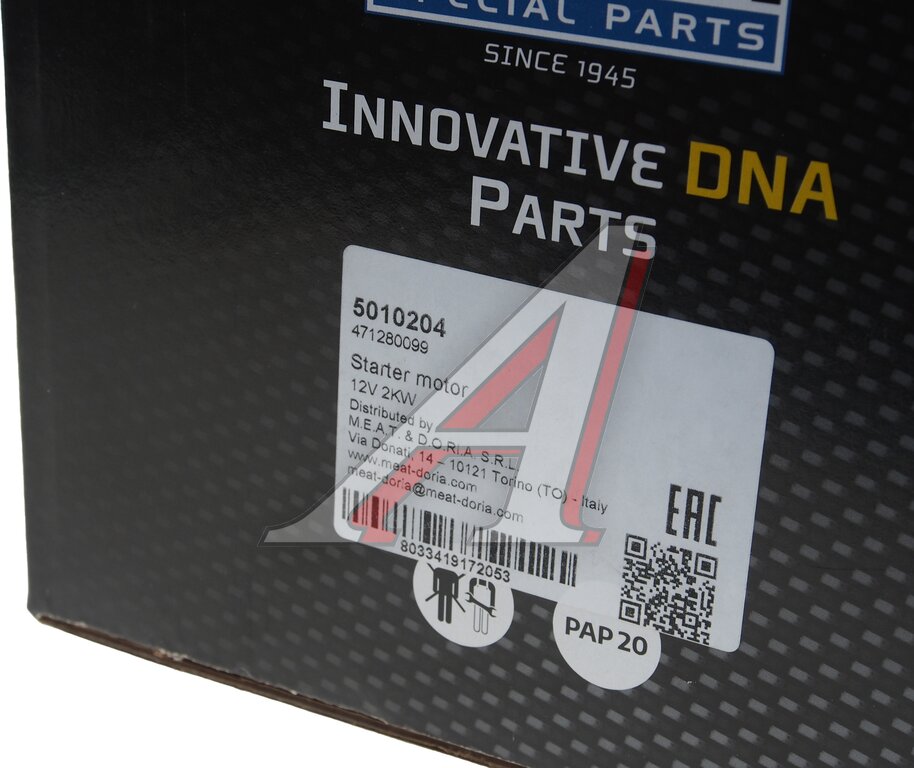 SPECIAL PARTS
SINCE 1945
INNOVATIVE DNA
PARTS
5010204
471280099
Starter motor
12V 2KW
Distributed by
M.E.A.T. & D.O.RI.A. S.R.L.
Via Donati, 14 – 10121 Torino (TO) - Italy
www.meat-doria.com
meat-doria@meat-doria.com
EAC
8033419172053
PAP 20